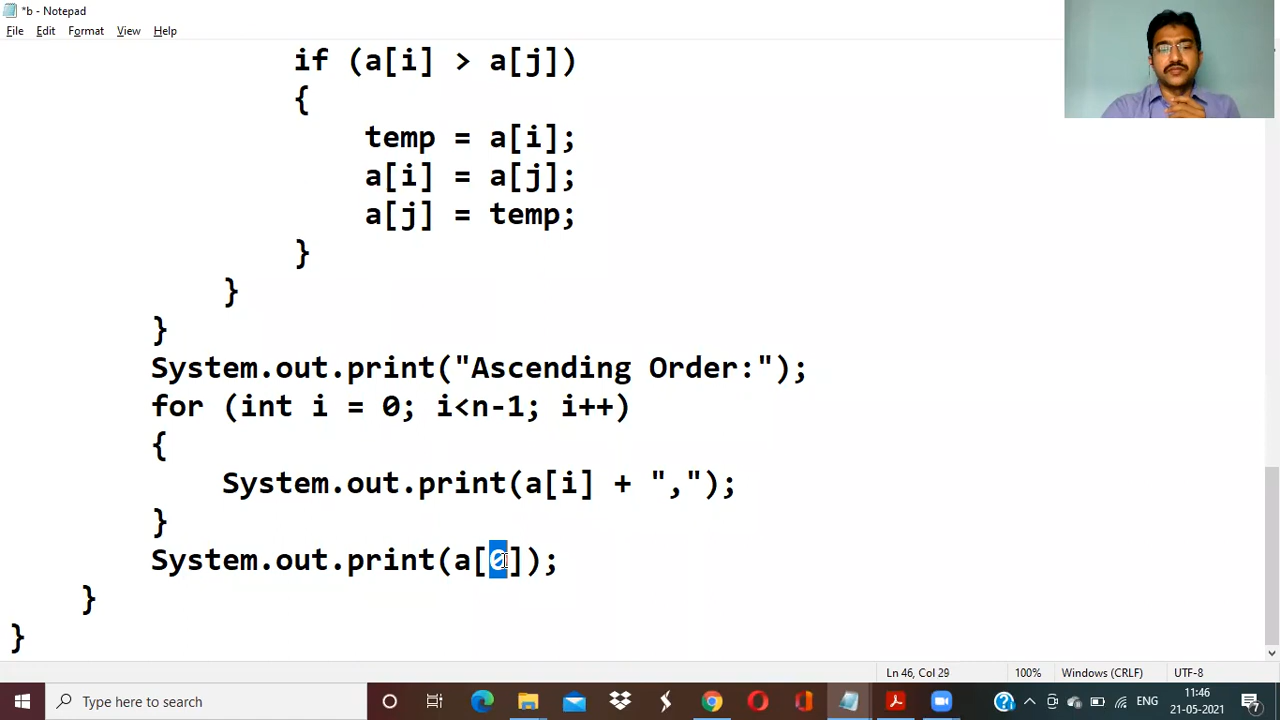 *b - Notepad
File Edit Format View Help
if (a[i] > a[j])
{
temp = a[i];
a[i] = a[j];
a[j] = temp;
}
}
}
System.out.print("Ascending Order:");
for (int i = 0; i<n-1; i++)
{
System.out.print(a[i] + ",");
}
System.out.print(a[0]);
}
}
Ln 46, Col 29 100% Windows (CRLF) UTF-8
Type here to search
ENG
11:46
21-05-2021
7